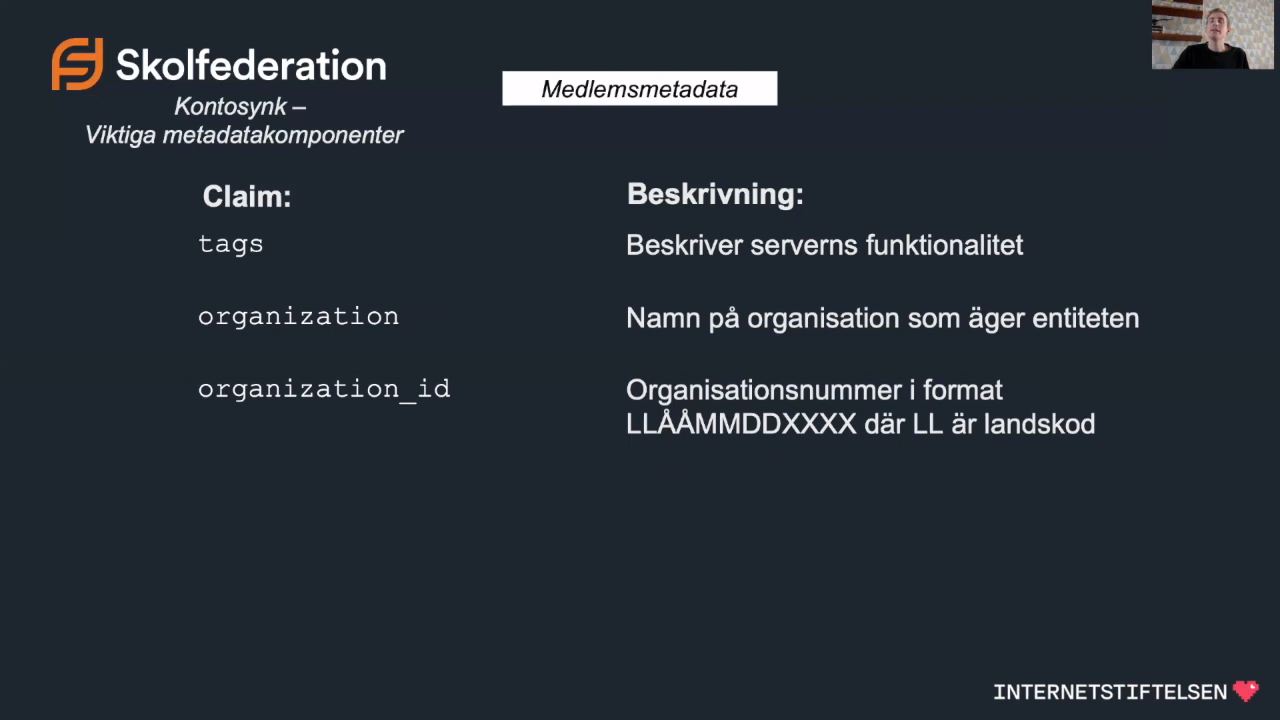 Skolfederation
Kontosynk –
Viktiga metadatakomponenter
Medlemsmetadata
Claim:
Beskrivning:
tags
Beskriver serverns funktionalitet
organization
Namn på organisation som äger entiteten
organization_id
Organisationsnummer i format
LLÅÅMMDDXXXX där LL är landskod
INTERNETSTIFTELSEN